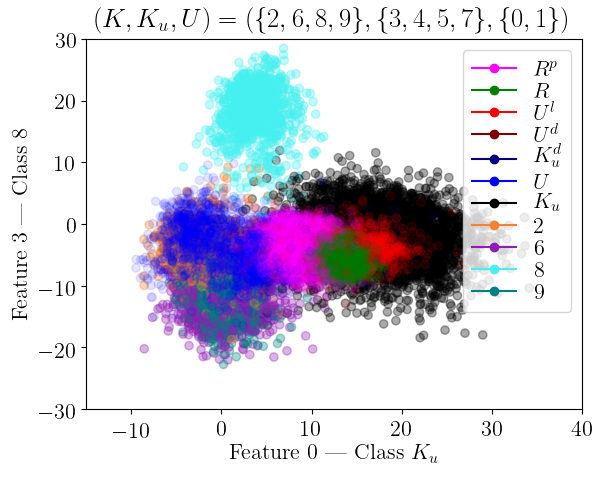 (K, K_u, U) = ({2, 6, 8, 9}, {3, 4, 5, 7}, {0, 1})
30
20
10
0
−10
−20
−30
Feature 3 — Class 8
R^p
R
U^l
U^d
K_u^d
U
K_u
2
6
8
9
−10
0
10
20
30
40
Feature 0 — Class K_u